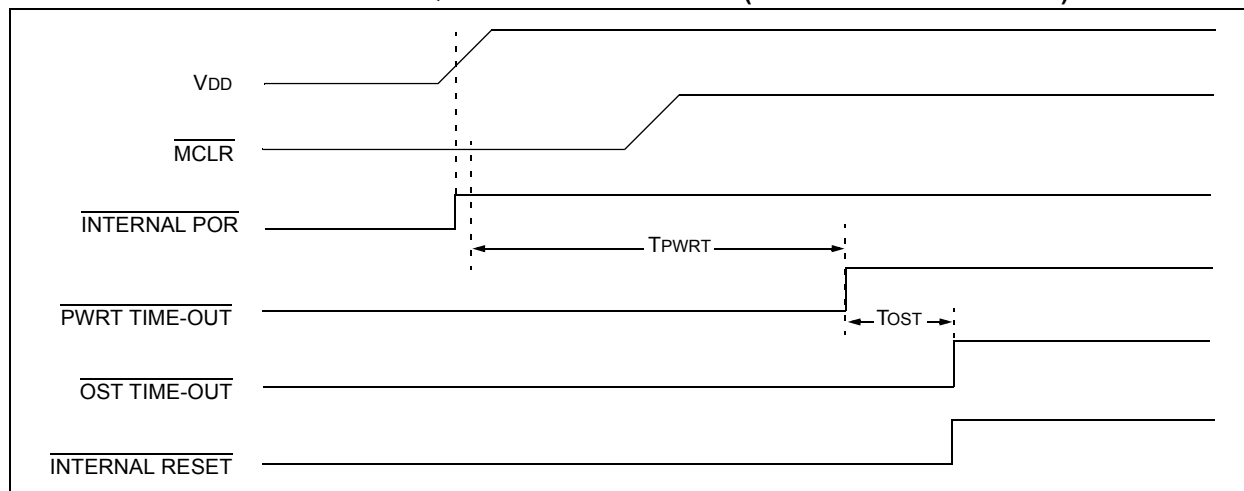 VDD
MCLR
INTERNAL POR
TPWRT
PWRT TIME-OUT
TOST
OST TIME-OUT
INTERNAL RESET